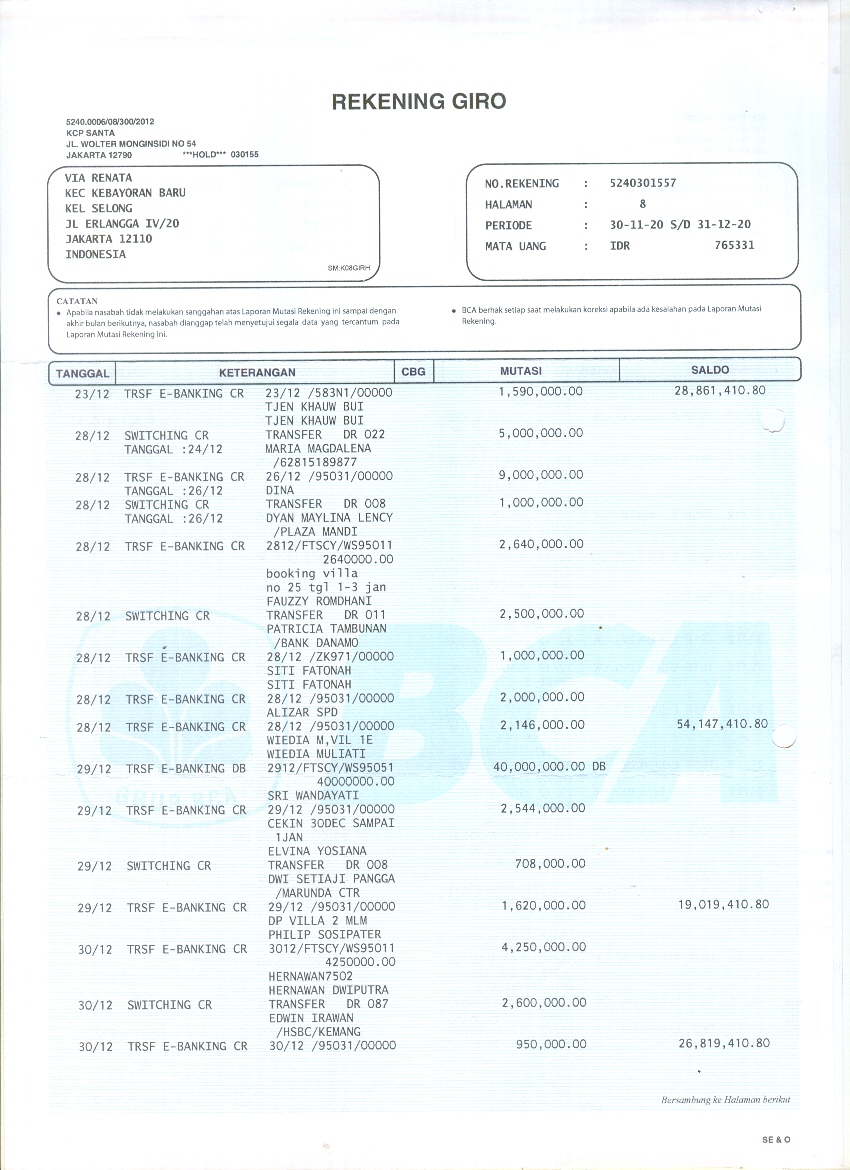 REKENING GIRO
5240.0006/08/300/2012
KCP SANTA
JL. WOLTER MONGINSIDI NO 54
JAKARTA 12790 ***HOLD*** 030155
VIA RENATA
KEC KEBAYORAN BARU
KEL SELONG
JL ERLANGGA IV/20
JAKARTA 12110
INDONESIA
SM:K08GIRH
NO.REKENING : 5240301557
HALAMAN : 8
PERIODE : 30-11-20 S/D 31-12-20
MATA UANG : IDR 765331
CATATAN
• Apabila nasabah tidak melakukan sanggahan atas Laporan Mutasi Rekening ini sampai dengan
akhir bulan berikutnya, nasabah dianggap telah menyetujui segala data yang tercantum pada
Laporan Mutasi Rekening ini.
• BCA berhak setiap saat melakukan koreksi apabila ada kesalahan pada Laporan Mutasi
Rekening.
TANGGAL KETERANGAN CBG MUTASI SALDO
23/12 TRSF E-BANKING CR 23/12 /583N1/00000 1,590,000.00 28,861,410.80
TJEN KHAUW BUI
TJEN KHAUW BUI
28/12 SWITCHING CR TRANSFER DR 022 5,000,000.00
TANGGAL :24/12 MARIA MAGDALENA
/62815189877
28/12 TRSF E-BANKING CR 26/12 /95031/00000 9,000,000.00
TANGGAL :26/12 DINA
28/12 SWITCHING CR TRANSFER DR 008 1,000,000.00
TANGGAL :26/12 DYAN MAYLINA LENCY
/PLAZA MANDI
28/12 TRSF E-BANKING CR 2812/FTSCY/WS95011 2,640,000.00
2640000.00
booking villa
no 25 tgl 1-3 jan
FAUZZY ROMDHANI
28/12 SWITCHING CR TRANSFER DR 011 2,500,000.00
PATRICIA TAMBUNAN
/BANK DANAMO
28/12 TRSF E-BANKING CR 28/12 /ZK971/00000 1,000,000.00
SITI FATONAH
SITI FATONAH
28/12 TRSF E-BANKING CR 28/12 /95031/00000 2,000,000.00
ALIZAR SPD
28/12 TRSF E-BANKING CR 28/12 /95031/00000 2,146,000.00 54,147,410.80
WIEDIA M,VIL 1E
WIEDIA MULIATI
29/12 TRSF E-BANKING DB 2912/FTSCY/WS95051 40,000,000.00 DB
40000000.00
SRI WANDAYATI
29/12 TRSF E-BANKING CR 29/12 /95031/00000 2,544,000.00
CEKIN 30DEC SAMPAI
1JAN
ELVINA YOSIANA
29/12 SWITCHING CR TRANSFER DR 008 708,000.00
DWI SETIAJI PANGGA
/MARUNDA CTR
29/12 TRSF E-BANKING CR 29/12 /95031/00000 1,620,000.00 19,019,410.80
DP VILLA 2 MLM
PHILIP SOSIPATER
30/12 TRSF E-BANKING CR 3012/FTSCY/WS95011 4,250,000.00
4250000.00
HERNAWAN7502
HERNAWAN DWIPUTRA
30/12 SWITCHING CR TRANSFER DR 087 2,600,000.00
EDWIN IRAWAN
/HSBC/KEMANG
30/12 TRSF E-BANKING CR 30/12 /95031/00000 950,000.00 26,819,410.80
BCA
GRUP BCA
Bersambung ke Halaman berikut
SE & O